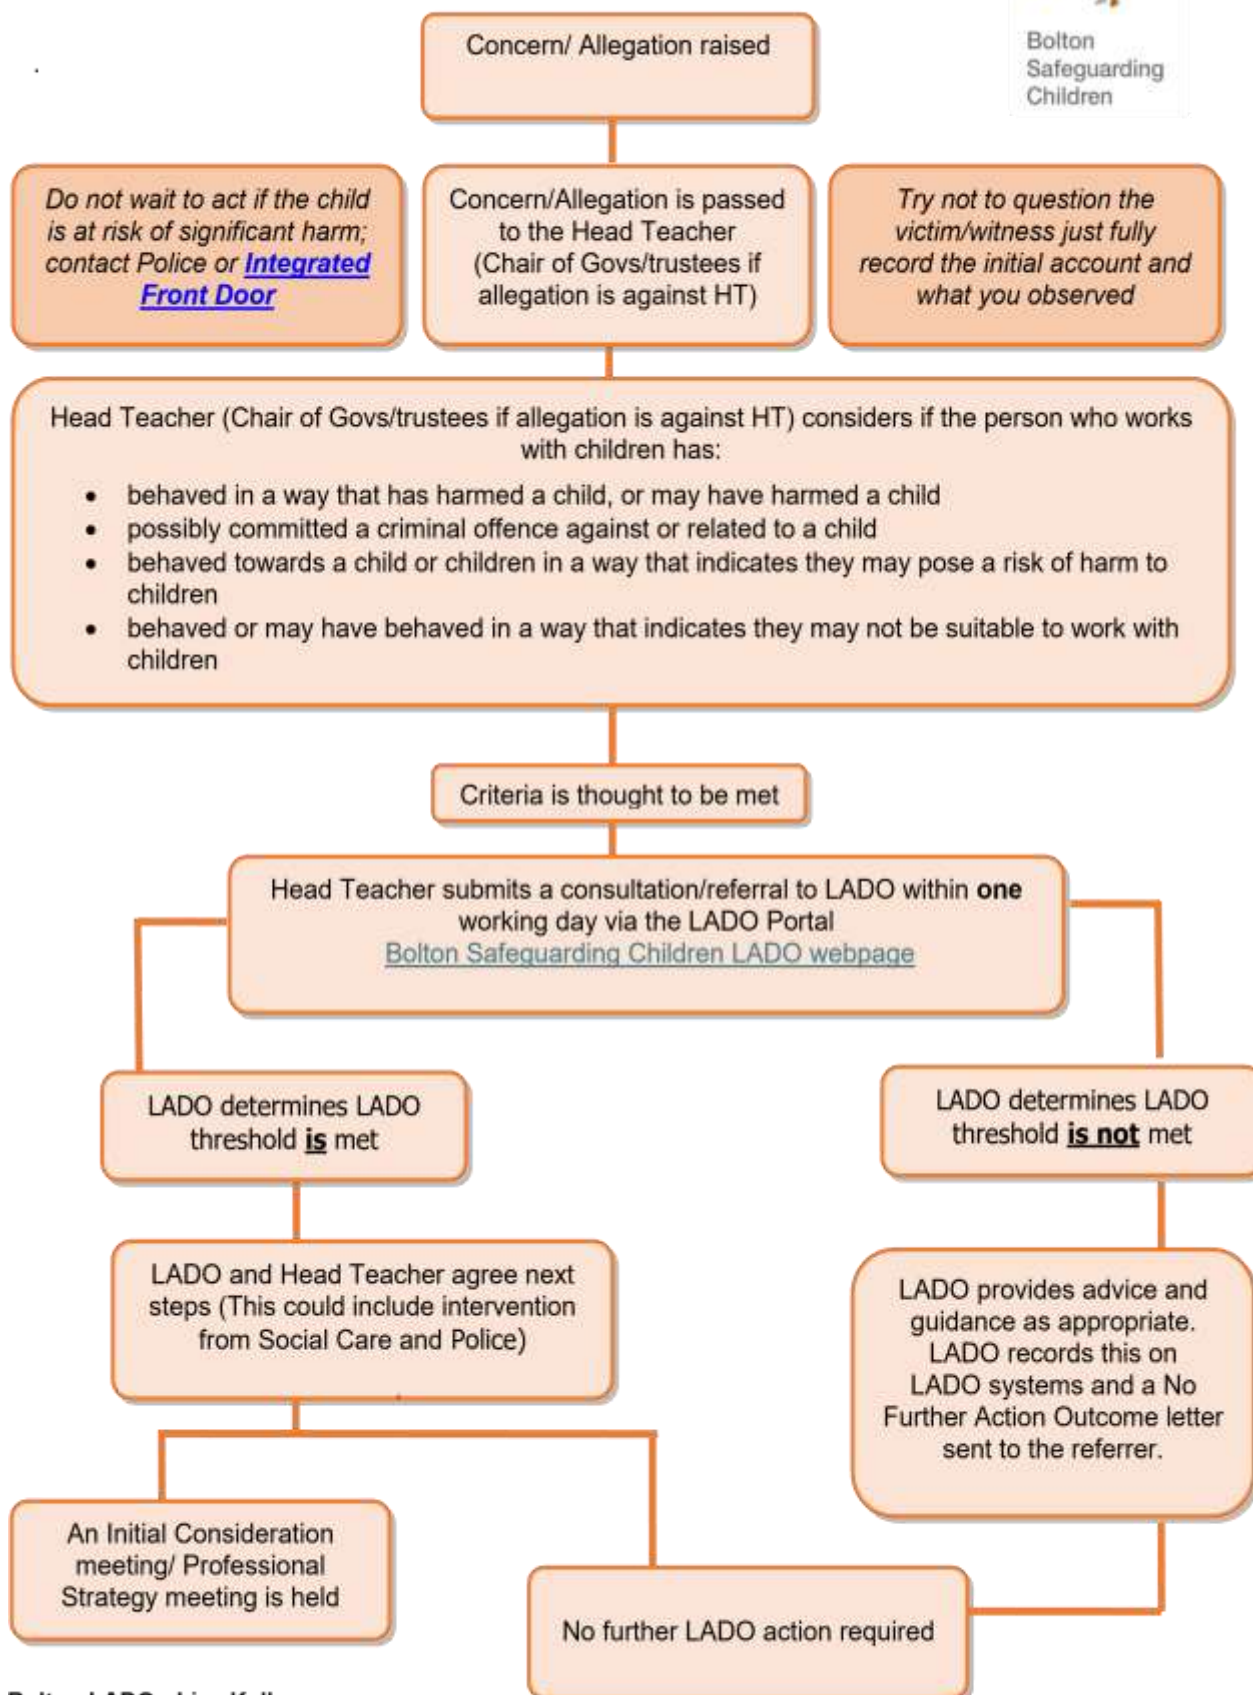 Bolton
Safeguarding
Children
Concern/ Allegation raised
.
Do not wait to act if the child
is at risk of significant harm;
contact Police or Integrated
Front Door
Concern/Allegation is passed
to the Head Teacher
(Chair of Govs/trustees if
allegation is against HT)
Try not to question the
victim/witness just fully
record the initial account and
what you observed
Head Teacher (Chair of Govs/trustees if allegation is against HT) considers if the person who works
with children has:
• behaved in a way that has harmed a child, or may have harmed a child
• possibly committed a criminal offence against or related to a child
• behaved towards a child or children in a way that indicates they may pose a risk of harm to
children
• behaved or may have behaved in a way that indicates they may not be suitable to work with
children
Criteria is thought to be met
Head Teacher submits a consultation/referral to LADO within one
working day via the LADO Portal
Bolton Safeguarding Children LADO webpage
LADO determines LADO
threshold is met
LADO determines LADO
threshold is not met
LADO and Head Teacher agree next
steps (This could include intervention
from Social Care and Police)
LADO provides advice and
guidance as appropriate.
LADO records this on
LADO systems and a No
Further Action Outcome letter
sent to the referrer.
An Initial Consideration
meeting/ Professional
Strategy meeting is held
No further LADO action required